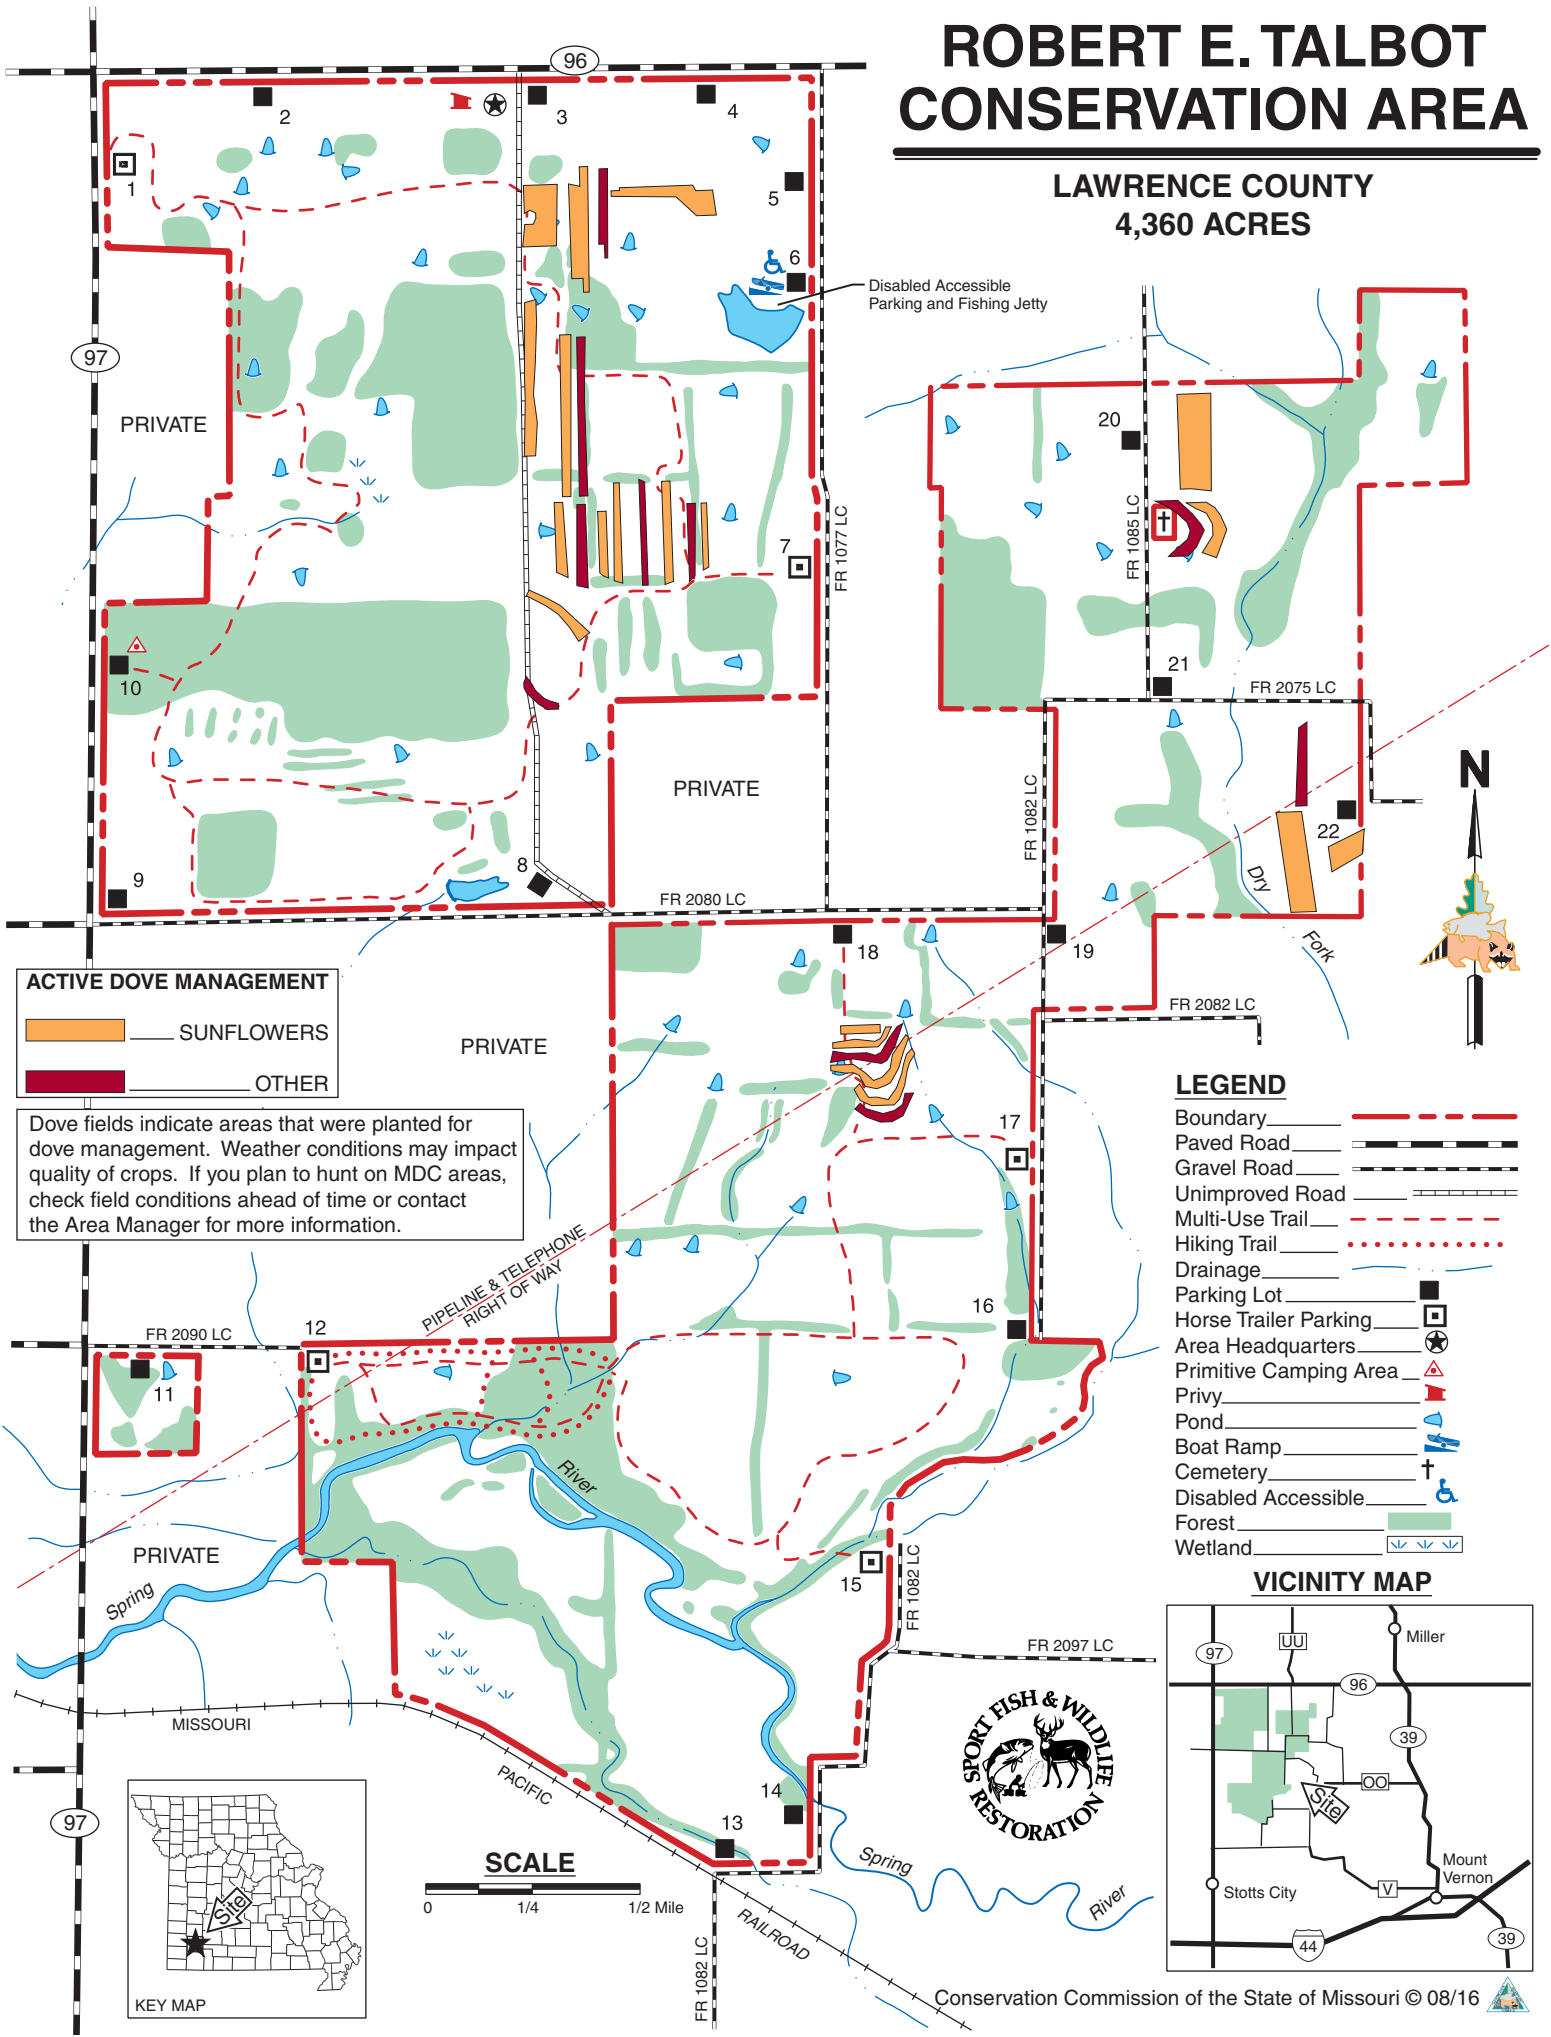 ROBERT E. TALBOT
CONSERVATION AREA
LAWRENCE COUNTY
4,360 ACRES
96
2
3
4
1
5
6
Disabled Accessible
Parking and Fishing Jetty
97
PRIVATE
20
FR 1085 LC
7
FR 1077 LC
10
21
FR 2075 LC
PRIVATE
FR 1082 LC
N
22
8
9
Dry
Fork
FR 2080 LC
18
19
FR 2082 LC
ACTIVE DOVE MANAGEMENT
SUNFLOWERS
OTHER
PRIVATE
Dove fields indicate areas that were planted for
dove management. Weather conditions may impact
quality of crops. If you plan to hunt on MDC areas,
check field conditions ahead of time or contact
the Area Manager for more information.
17
PIPELINE & TELEPHONE
RIGHT OF WAY
16
LEGEND
Boundary
Paved Road
Gravel Road
Unimproved Road
Multi-Use Trail
Hiking Trail
Drainage
Parking Lot
Horse Trailer Parking
Area Headquarters
Primitive Camping Area
Privy
Pond
Boat Ramp
Cemetery
Disabled Accessible
Forest
Wetland
FR 2090 LC
12
11
River
PRIVATE
Spring
15
FR 1082 LC
FR 2097 LC
MISSOURI
PACIFIC
RAILROAD
14
13
SPORT FISH & WILDLIFE
RESTORATION
Spring
River
97
Site
KEY MAP
SCALE
0
1/4
1/2 Mile
FR 1082 LC
VICINITY MAP
UU
Miller
97
96
39
OO
Site
Mount
Vernon
Stotts City
V
44
39
Conservation Commission of the State of Missouri © 08/16